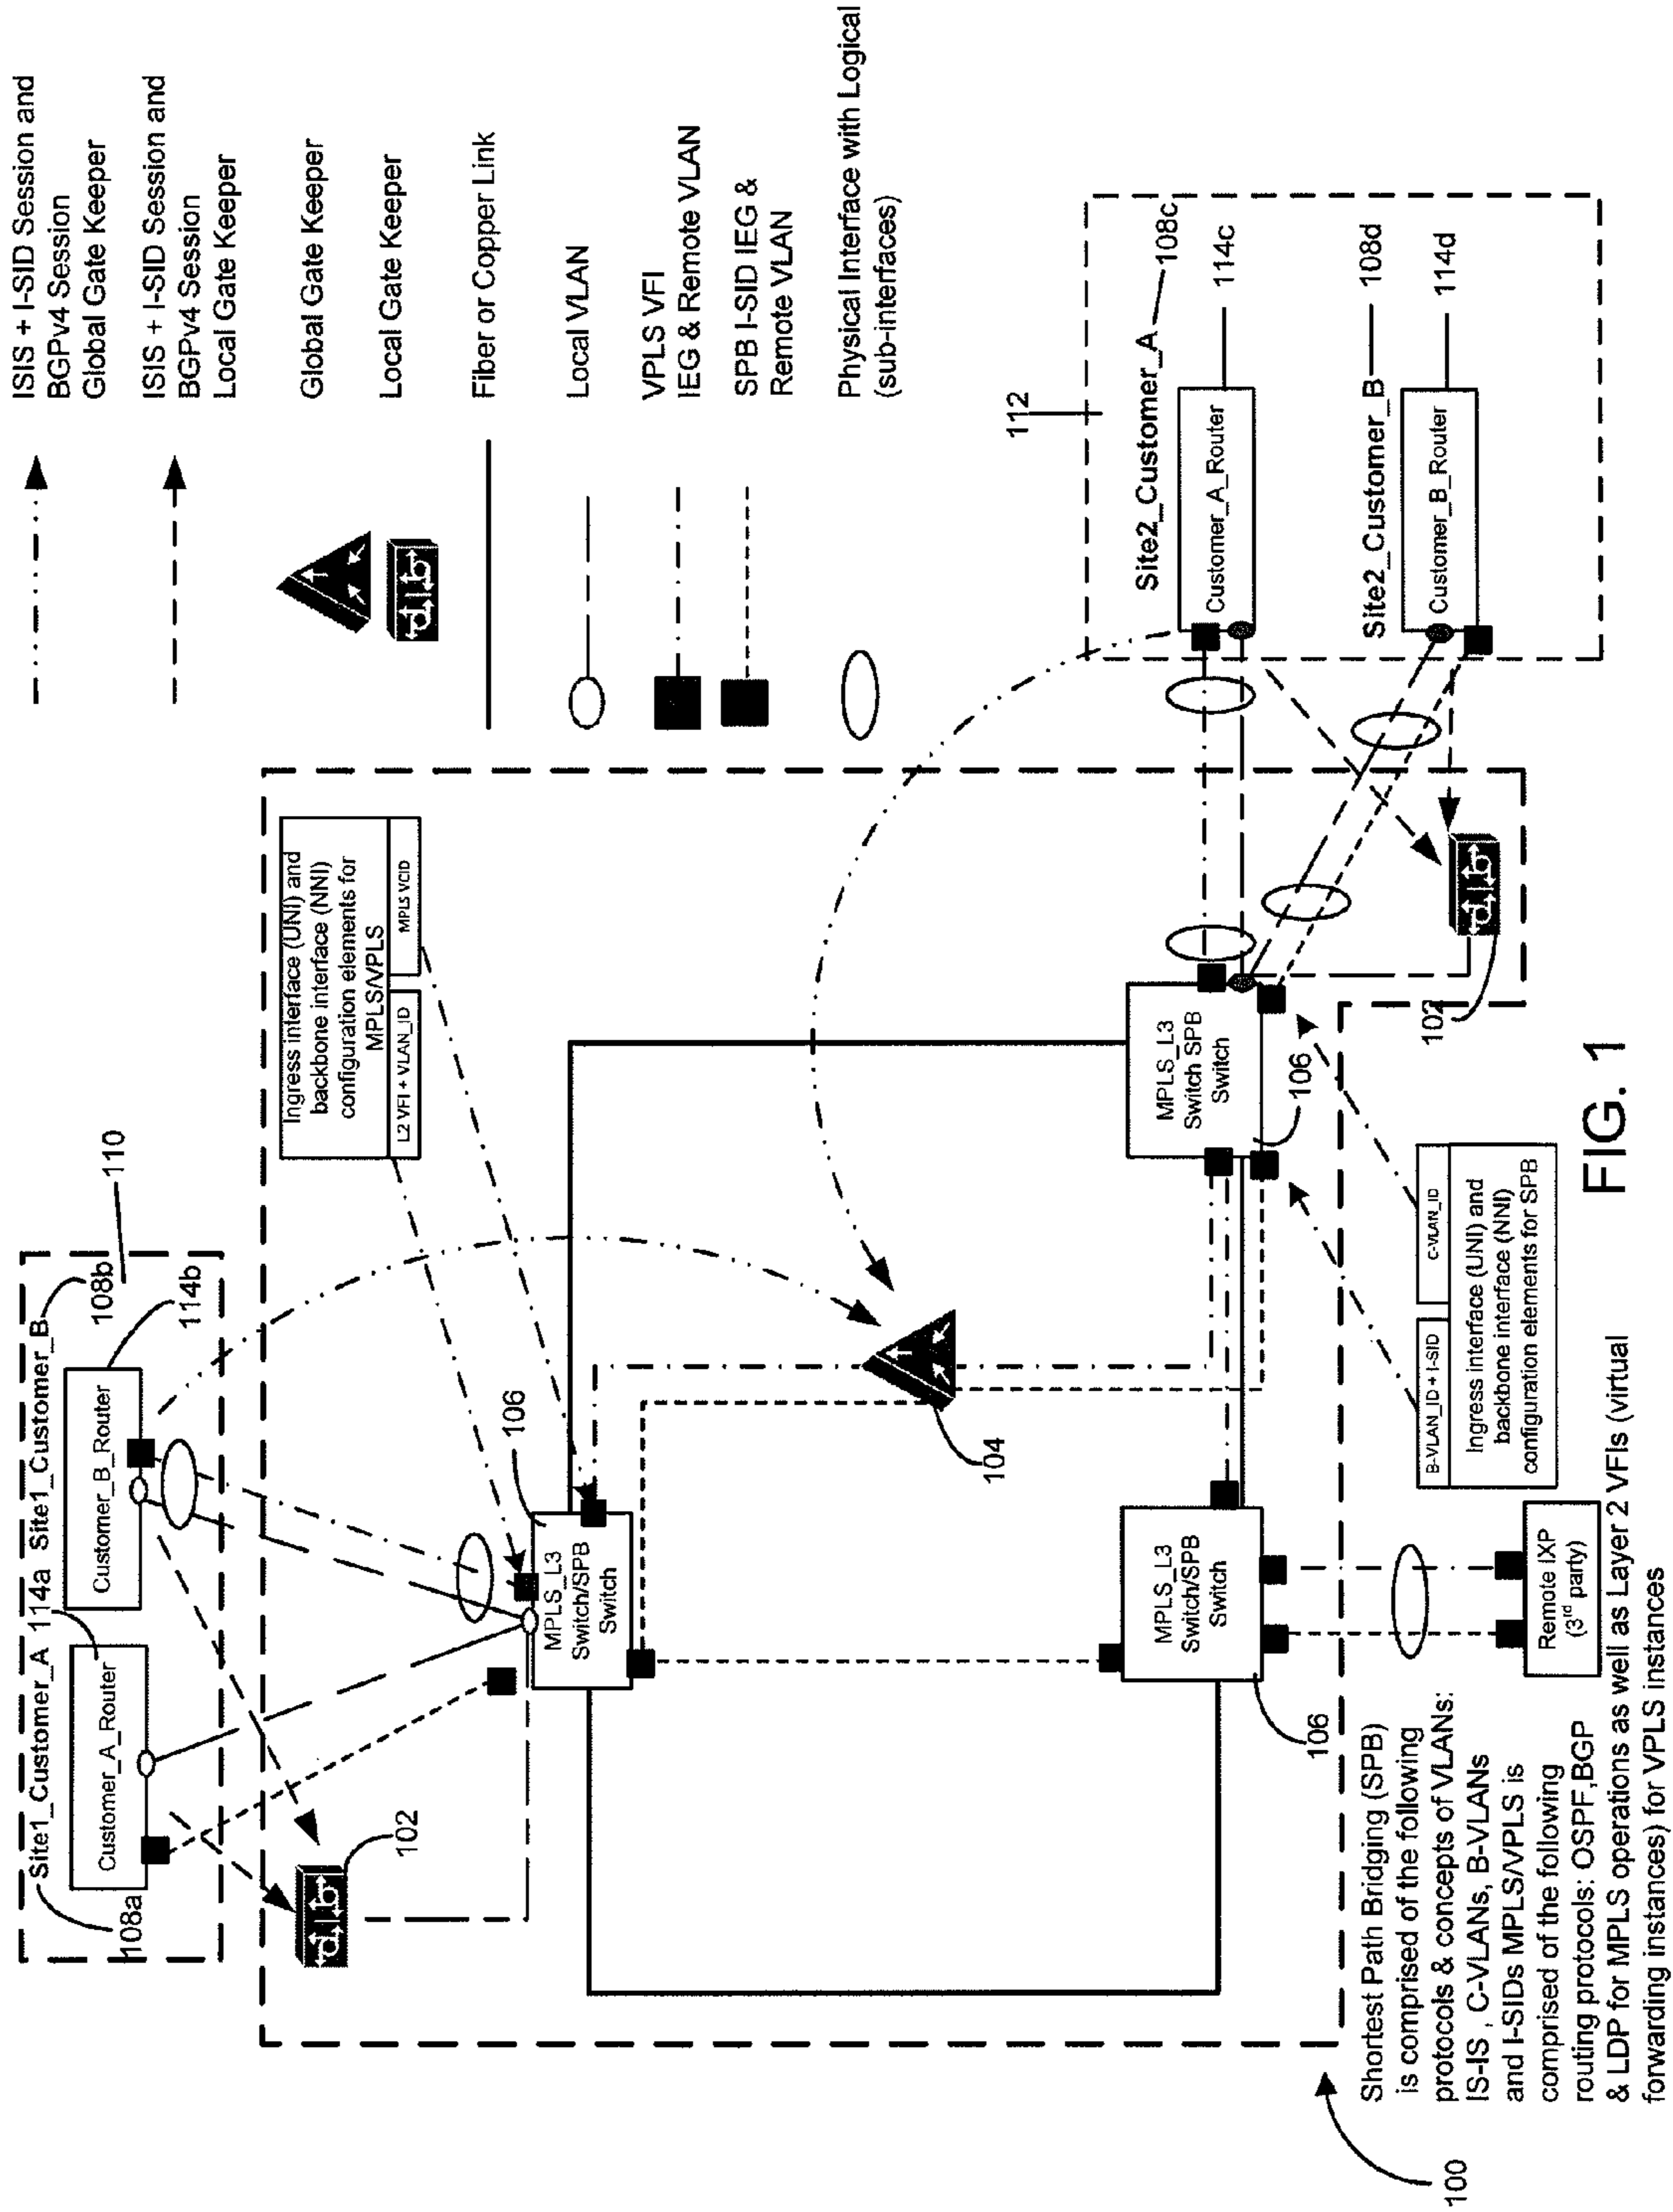 Site1_Customer_A
114a
Site1_Customer_B
108a
108b
110
114b
Customer_A_Router
Customer_B_Router
102
106
MPLS_L3
Switch/SPB
Switch
Ingress interface (UNI) and
backbone interface (NNI)
configuration elements for
MPLS/VPLS
L2 VFI + VLAN_ID
MPLS VCID
104
MPLS_L3
Switch/SPB
Switch
106
MPLS_L3
Switch SPB
Switch
106
102
Remote IXP
(3rd party)
B-VLAN_ID + I-SID
C-VLAN_ID
Ingress interface (UNI) and
backbone interface (NNI)
configuration elements for SPB
112
Site2_Customer_A
108c
Customer_A_Router
114c
Site2_Customer_B
108d
Customer_B_Router
114d
ISIS + I-SID Session and
BGPv4 Session
Global Gate Keeper
ISIS + I-SID Session and
BGPv4 Session
Local Gate Keeper
Global Gate Keeper
Local Gate Keeper
Fiber or Copper Link
Local VLAN
VPLS VFI
IEG & Remote VLAN
SPB I-SID IEG &
Remote VLAN
Physical Interface with Logical
(sub-interfaces)
100
Shortest Path Bridging (SPB)
is comprised of the following
protocols & concepts of VLANs:
IS-IS , C-VLANs, B-VLANs
and I-SIDs MPLS/VPLS is
comprised of the following
routing protocols: OSPF,BGP
& LDP for MPLS operations as well as Layer 2 VFIs (virtual
forwarding instances) for VPLS instances
FIG. 1